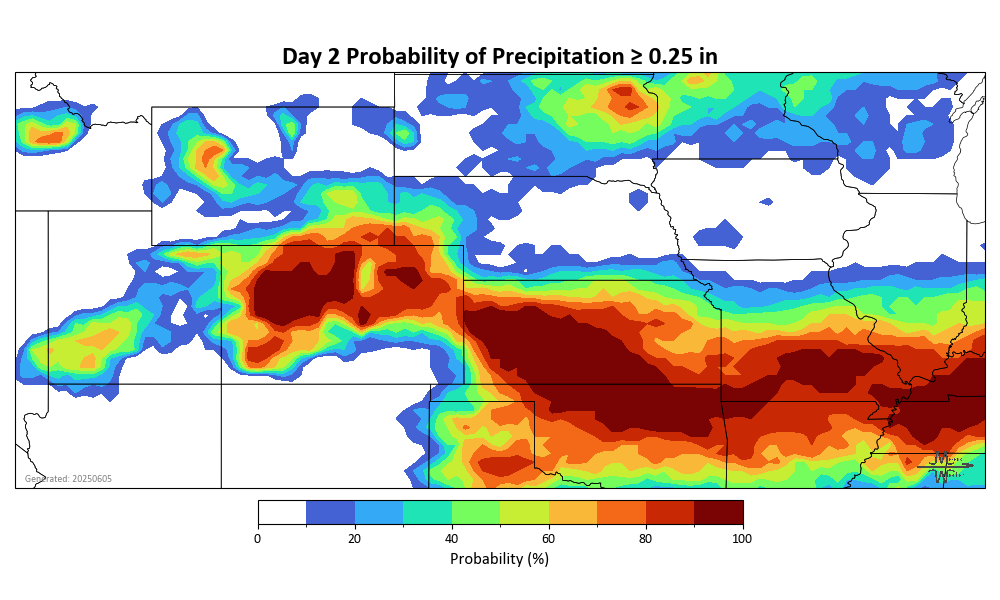 Day 2 Probability of Precipitation ≥ 0.25 in
Generated: 20250605
0 20 40 60 80 100
Probability (%)